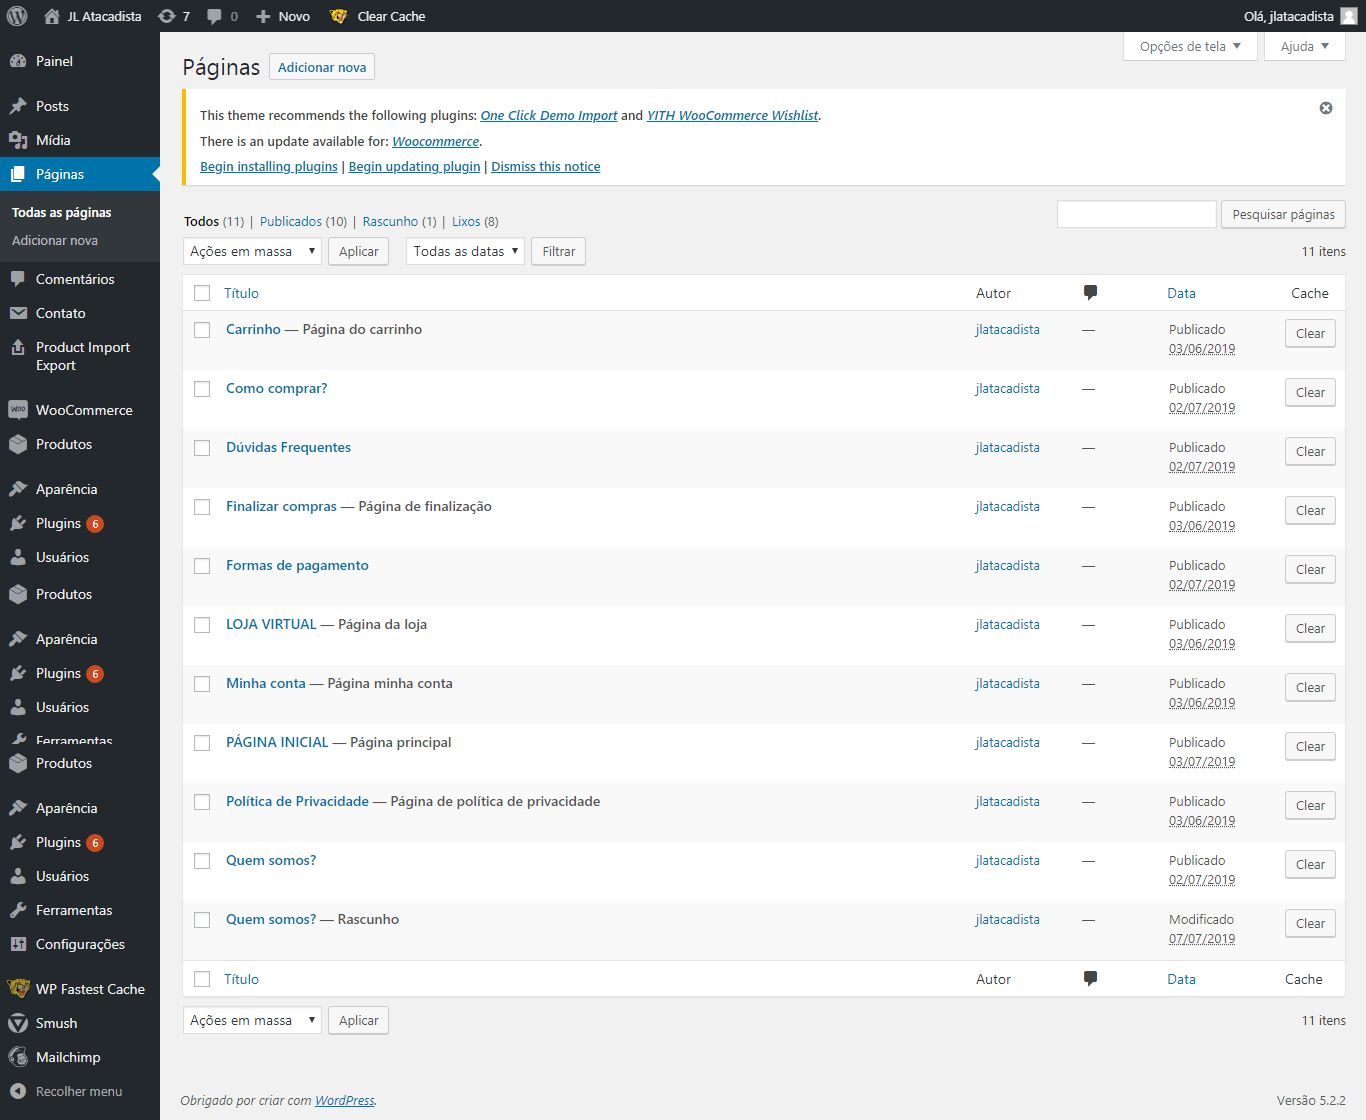 JL Atacadista 7 0 Novo Clear Cache Olá, jlatacadista
Painel
Posts
Mídia
Páginas
Todas as páginas
Adicionar nova
Comentários
Contato
Product Import
Export
WooCommerce
Produtos
Aparência
Plugins 6
Usuários
Produtos
Aparência
Plugins 6
Usuários
Ferramentas
Produtos
Aparência
Plugins 6
Usuários
Ferramentas
Configurações
WP Fastest Cache
Smush
Mailchimp
Recolher menu
Opções de tela Ajuda
Páginas Adicionar nova
This theme recommends the following plugins: One Click Demo Import and YITH WooCommerce Wishlist.
There is an update available for: Woocommerce.
Begin installing plugins | Begin updating plugin | Dismiss this notice
Todos (11) | Publicados (10) | Rascunho (1) | Lixos (8)
Pesquisar páginas
Ações em massa Aplicar Todas as datas Filtrar 11 itens
Título Autor Data Cache
Carrinho — Página do carrinho jlatacadista — Publicado Clear
03/06/2019
Como comprar? jlatacadista — Publicado Clear
02/07/2019
Dúvidas Frequentes jlatacadista — Publicado Clear
02/07/2019
Finalizar compras — Página de finalização jlatacadista — Publicado Clear
03/06/2019
Formas de pagamento jlatacadista — Publicado Clear
02/07/2019
LOJA VIRTUAL — Página da loja jlatacadista — Publicado Clear
03/06/2019
Minha conta — Página minha conta jlatacadista — Publicado Clear
03/06/2019
PÁGINA INICIAL — Página principal jlatacadista — Publicado Clear
03/07/2019
Política de Privacidade — Página de política de privacidade jlatacadista — Publicado Clear
03/06/2019
Quem somos? jlatacadista — Publicado Clear
02/07/2019
Quem somos? — Rascunho jlatacadista — Modificado Clear
07/07/2019
Título Autor Data Cache
Ações em massa Aplicar 11 itens
Obrigado por criar com WordPress. Versão 5.2.2